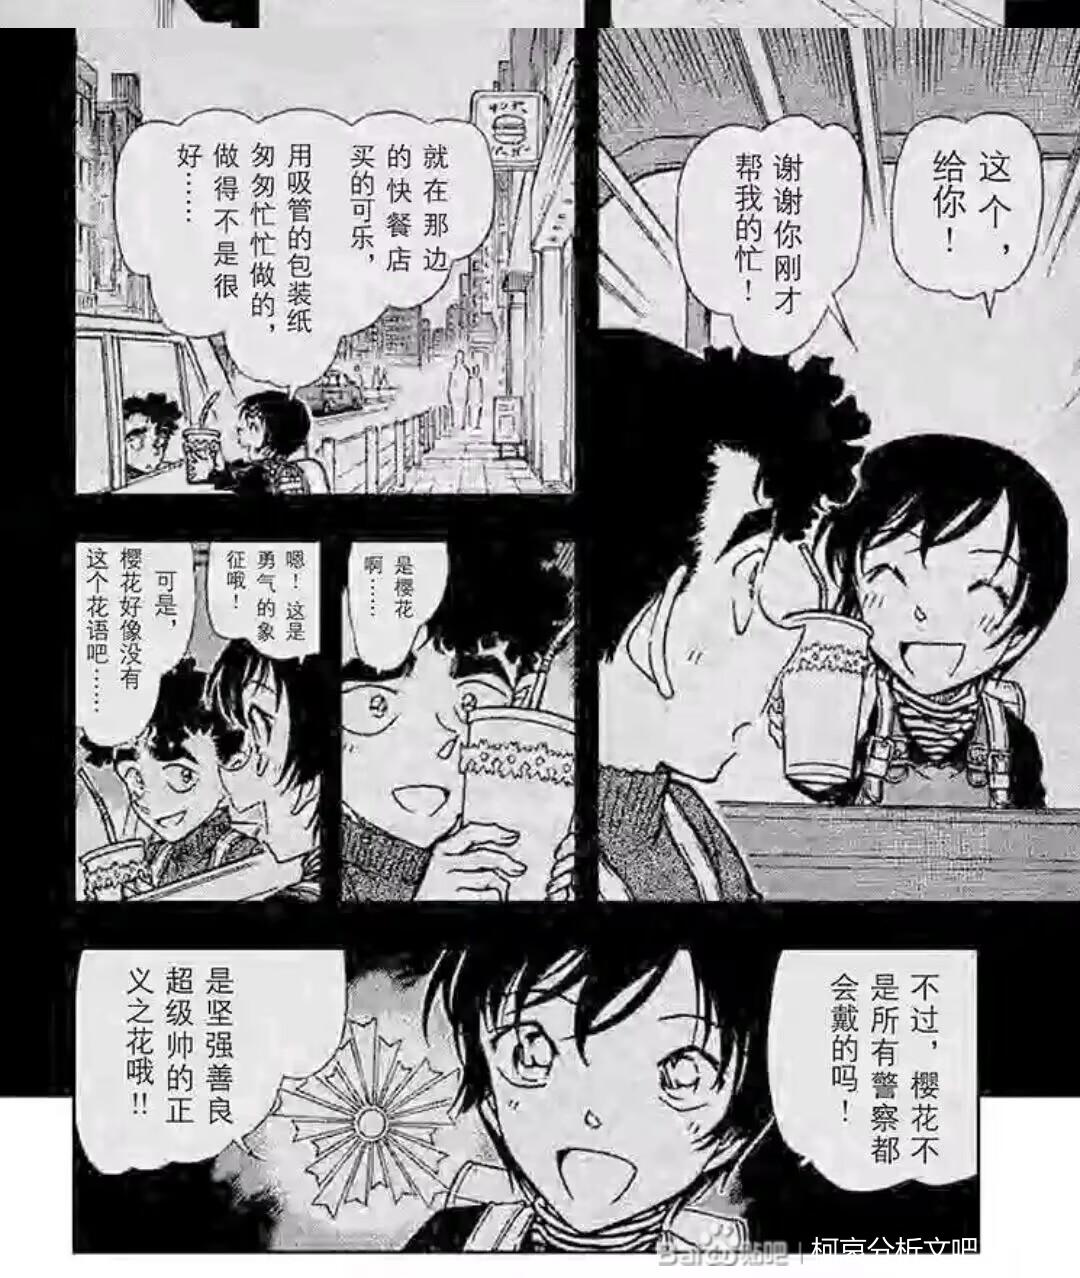 这个，
给你！
谢谢你刚才
帮我的忙！
就在那边
的快餐店
买的可乐，
用吸管的包装纸
匆匆忙忙做的，
做得不是很
好……
是樱花
啊……
嗯！这是
勇气的象
征哦！
可是，
樱花好像没有
这个花语吧……
不过，樱花不
是所有警察都
会戴的吗！
是坚强善良
超级帅的正
义之花哦!!
Bai 贴吧 | 柯哀分析文吧